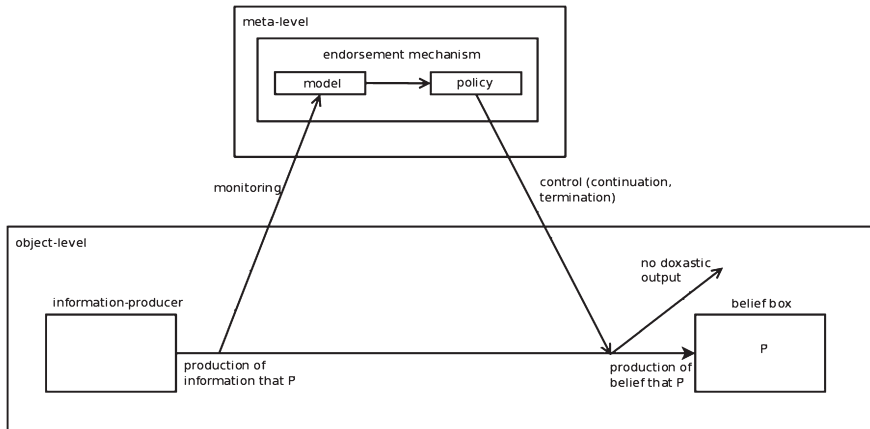 meta-level
endorsement mechanism
model
policy
monitoring
control (continuation,
termination)
object-level
no doxastic
output
information-producer
belief box
P
production of
information that P
production of
belief that P